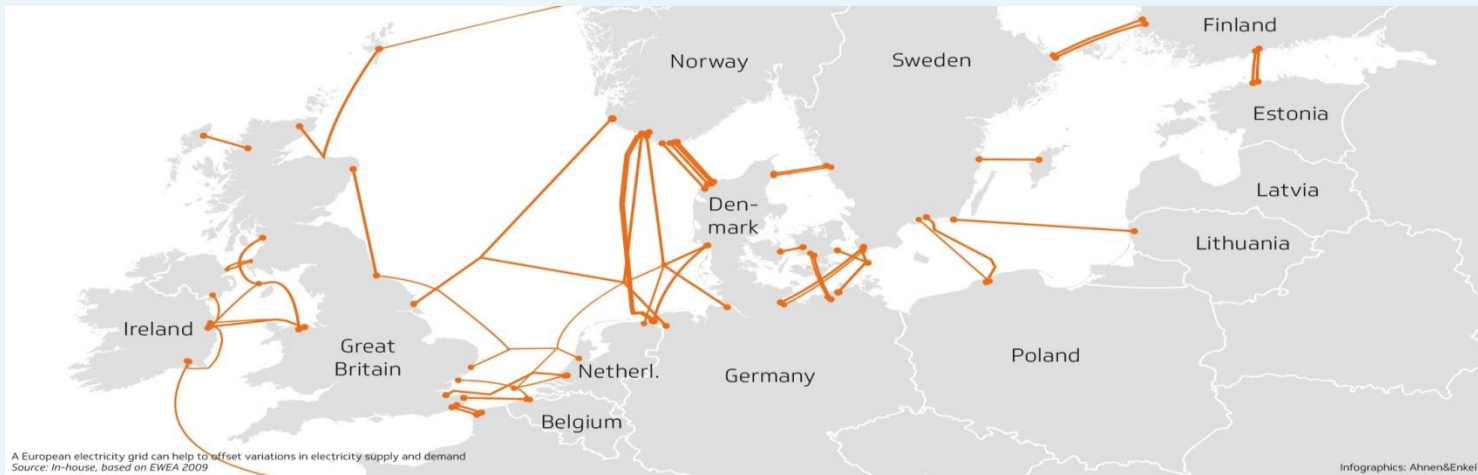 Finland
Norway
Sweden
Estonia
Latvia
Den-
mark
Lithuania
Ireland
Great
Britain
Netherl.
Germany
Poland
Belgium
A European electricity grid can help to offset variations in electricity supply and demand
Source: In-house, based on EWEA 2009
Infographics: Ahnen&Enkel